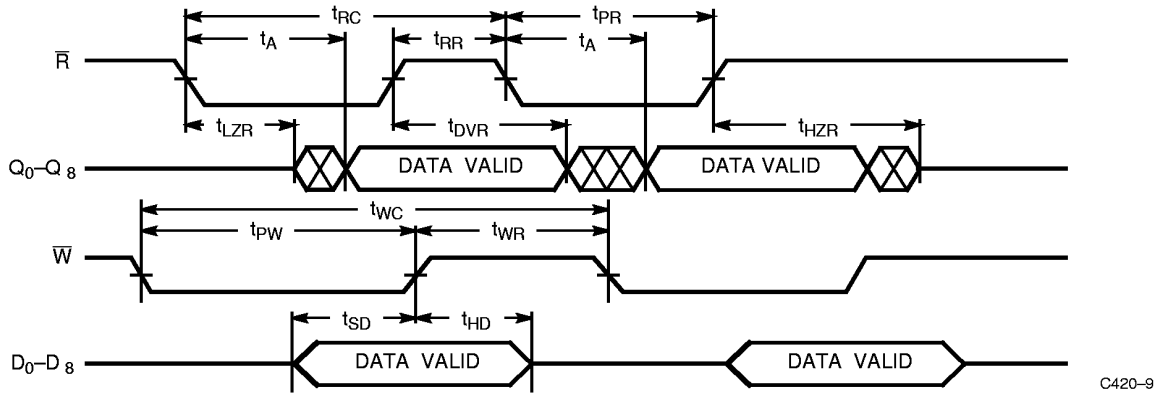 tRC tPR
tA tRR tA
R̅
tLZR tDVR tHZR
Q0–Q8 DATA VALID DATA VALID
tWC
tPW tWR
W̅
tSD tHD
D0–D8 DATA VALID DATA VALID
C420–9